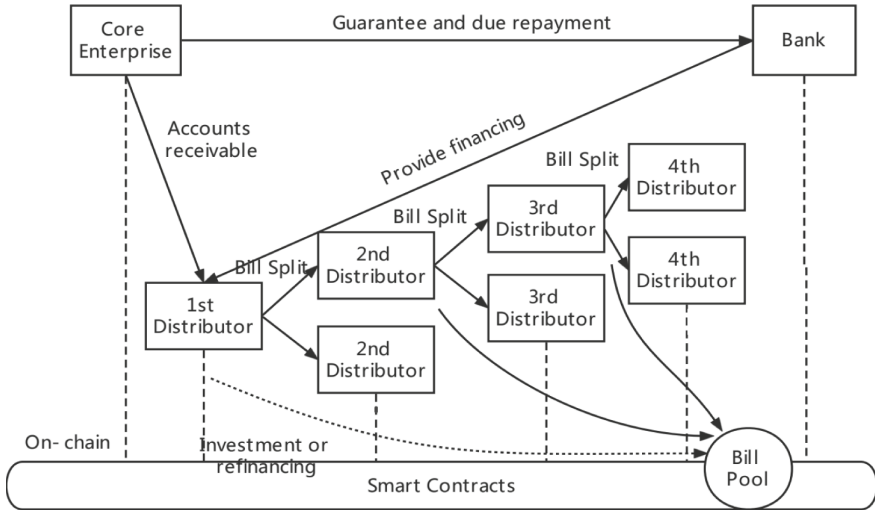 Core
Enterprise
Guarantee and due repayment
Bank
Accounts
receivable
Provide financing
Bill Split
4th
Distributor
Bill Split
3rd
Distributor
Bill Split
2nd
Distributor
4th
Distributor
1st
Distributor
3rd
Distributor
2nd
Distributor
On- chain
Investment or
refinancing
Smart Contracts
Bill
Pool